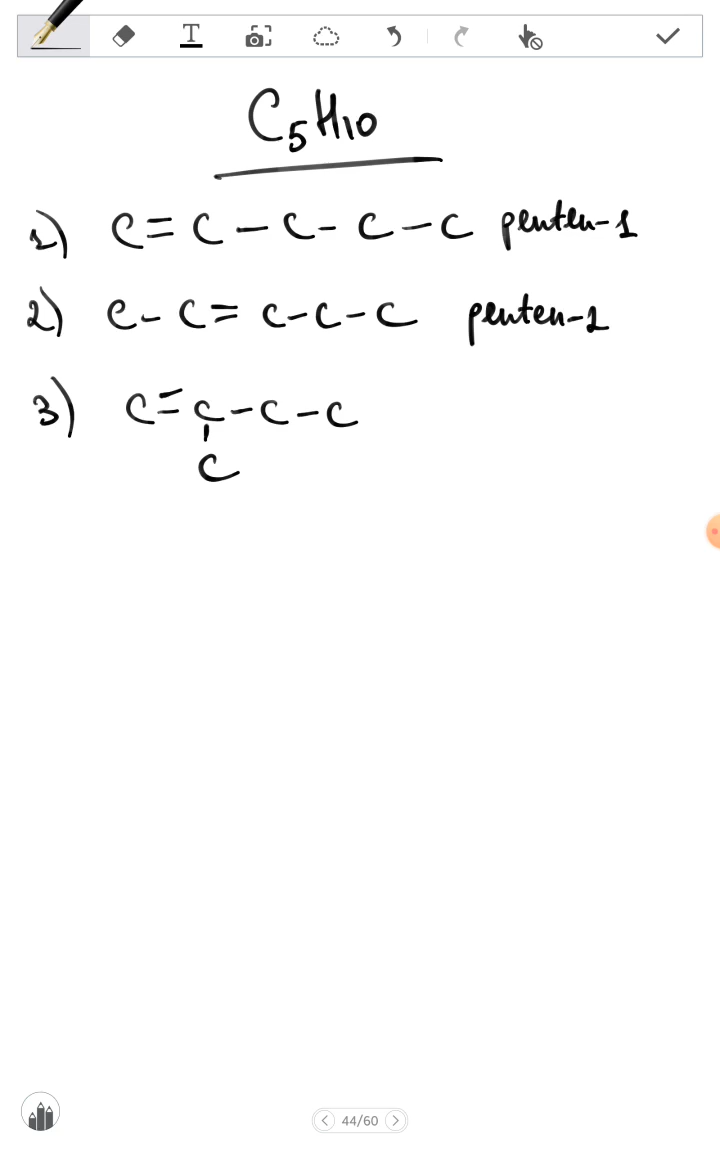 T
C5H10
1) C=C-C-C-C penten-1
2) C-C=C-C-C penten-2
3) C=C-C-C
C
44/60